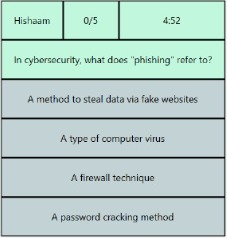 Hishaam 0/5 4:52
In cybersecurity, what does "phishing" refer to?
A method to steal data via fake websites
A type of computer virus
A firewall technique
A password cracking method